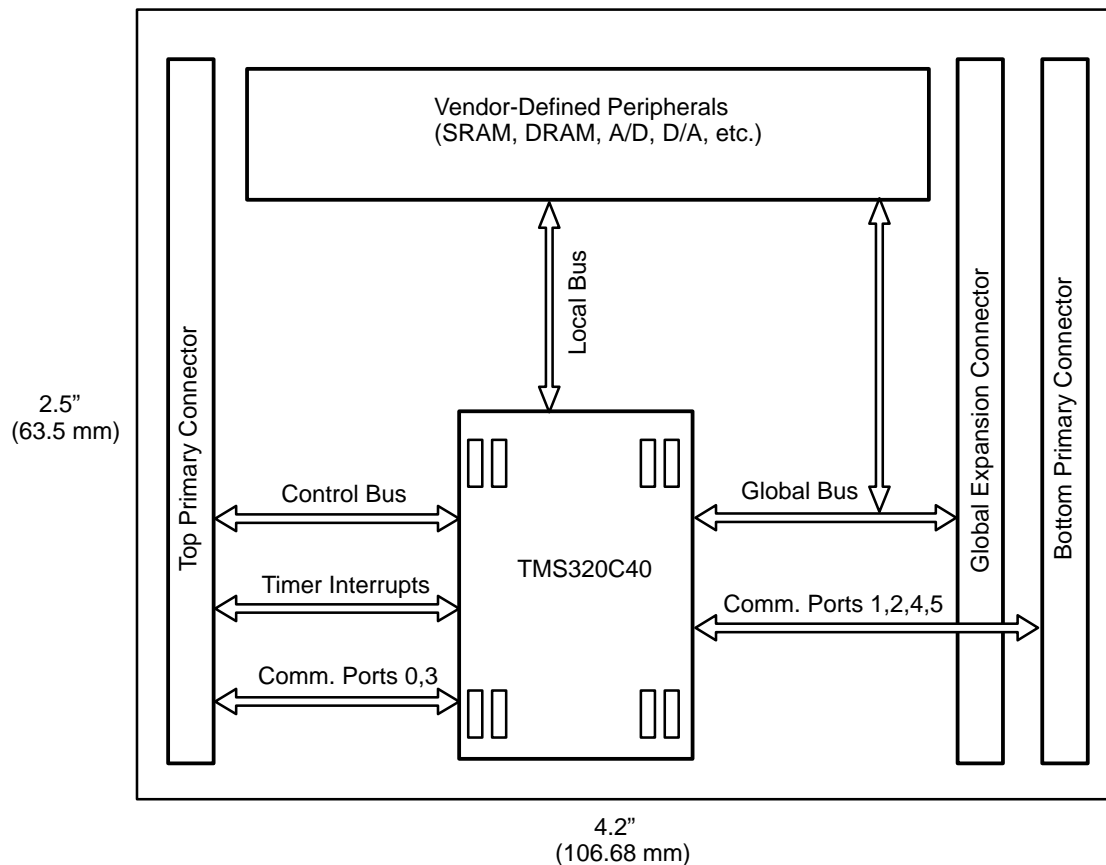 Vendor-Defined Peripherals
(SRAM, DRAM, A/D, D/A, etc.)
Local Bus
Top Primary Connector
Global Expansion Connector
Bottom Primary Connector
2.5”
(63.5 mm)
Control Bus
Global Bus
TMS320C40
Timer Interrupts
Comm. Ports 1,2,4,5
Comm. Ports 0,3
4.2”
(106.68 mm)